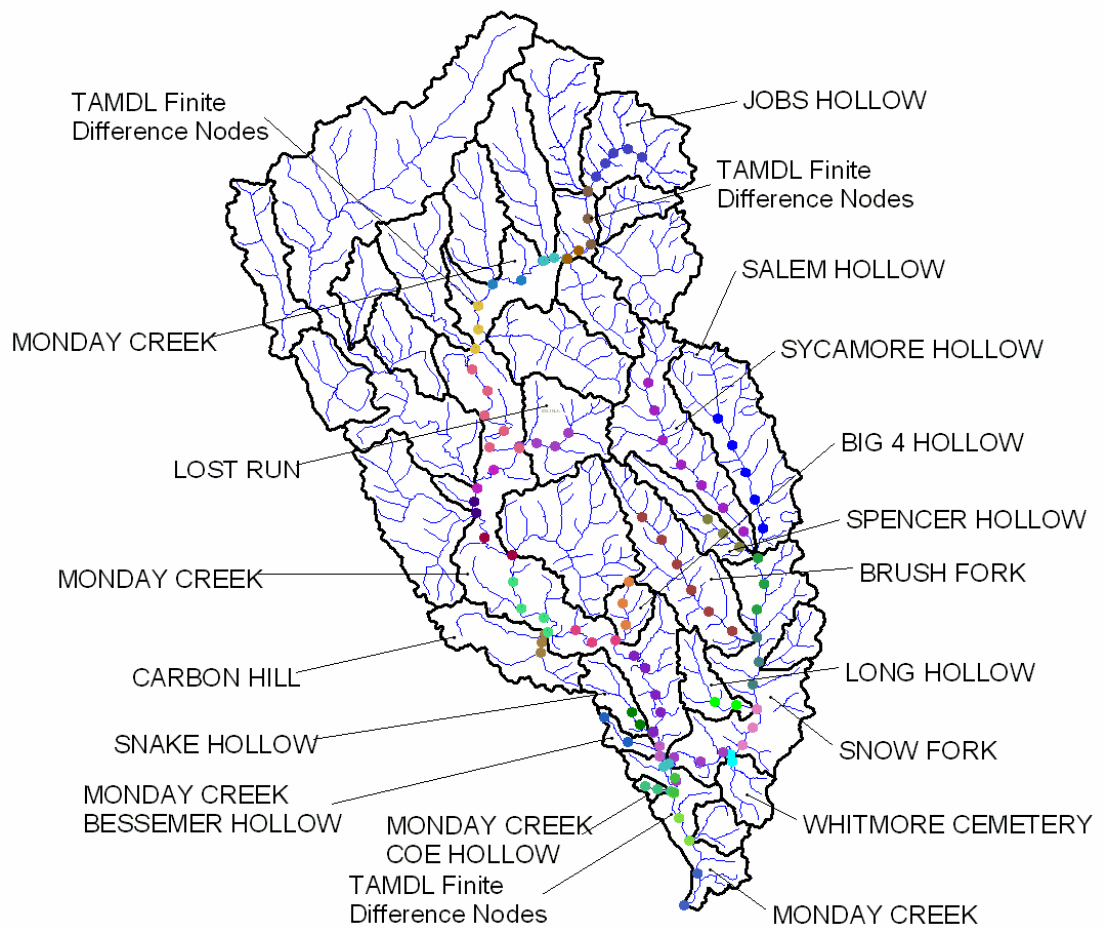 TAMDL Finite
Difference Nodes
JOBS HOLLOW
TAMDL Finite
Difference Nodes
SALEM HOLLOW
MONDAY CREEK
SYCAMORE HOLLOW
BIG 4 HOLLOW
LOST RUN
SPENCER HOLLOW
MONDAY CREEK
BRUSH FORK
CARBON HILL
LONG HOLLOW
SNAKE HOLLOW
SNOW FORK
MONDAY CREEK
BESSEMER HOLLOW
MONDAY CREEK
COE HOLLOW
WHITMORE CEMETERY
TAMDL Finite
Difference Nodes
MONDAY CREEK